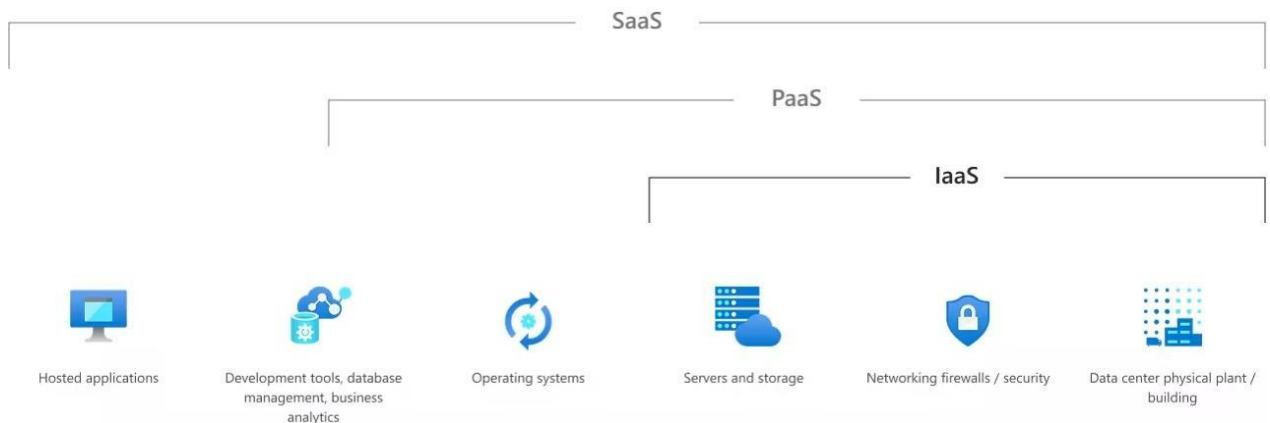 SaaS
PaaS
IaaS
Hosted applications
Development tools, database
management, business
analytics
Operating systems
Servers and storage
Networking firewalls / security
Data center physical plant /
building